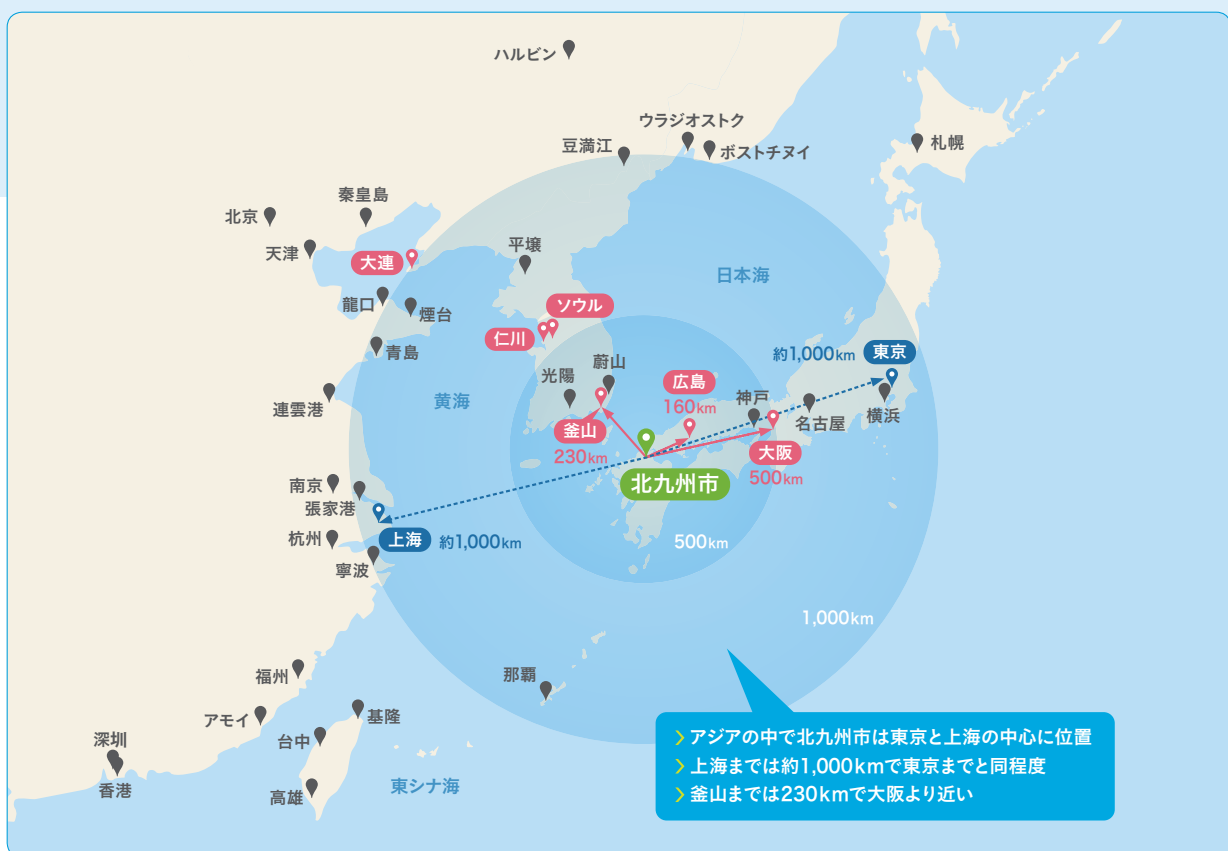 ハルビン
ウラジオストク
豆満江
ボストチヌイ
札幌
秦皇島
北京
天津
大連
平壌
日本海
龍口
煙台
ソウル
仁川
青島
約1,000km
東京
蔚山
光陽
広島
160km
神戸
連雲港
黄海
名古屋
横浜
釜山
230km
大阪
500km
北九州市
南京
張家港
杭州
上海
約1,000km
500km
寧波
1,000km
福州
那覇
アモイ
基隆
台中
深圳
香港
高雄
東シナ海
アジアの中で北九州市は東京と上海の中心に位置
上海までは約1,000kmで東京までと同程度
釜山までは230kmで大阪より近い